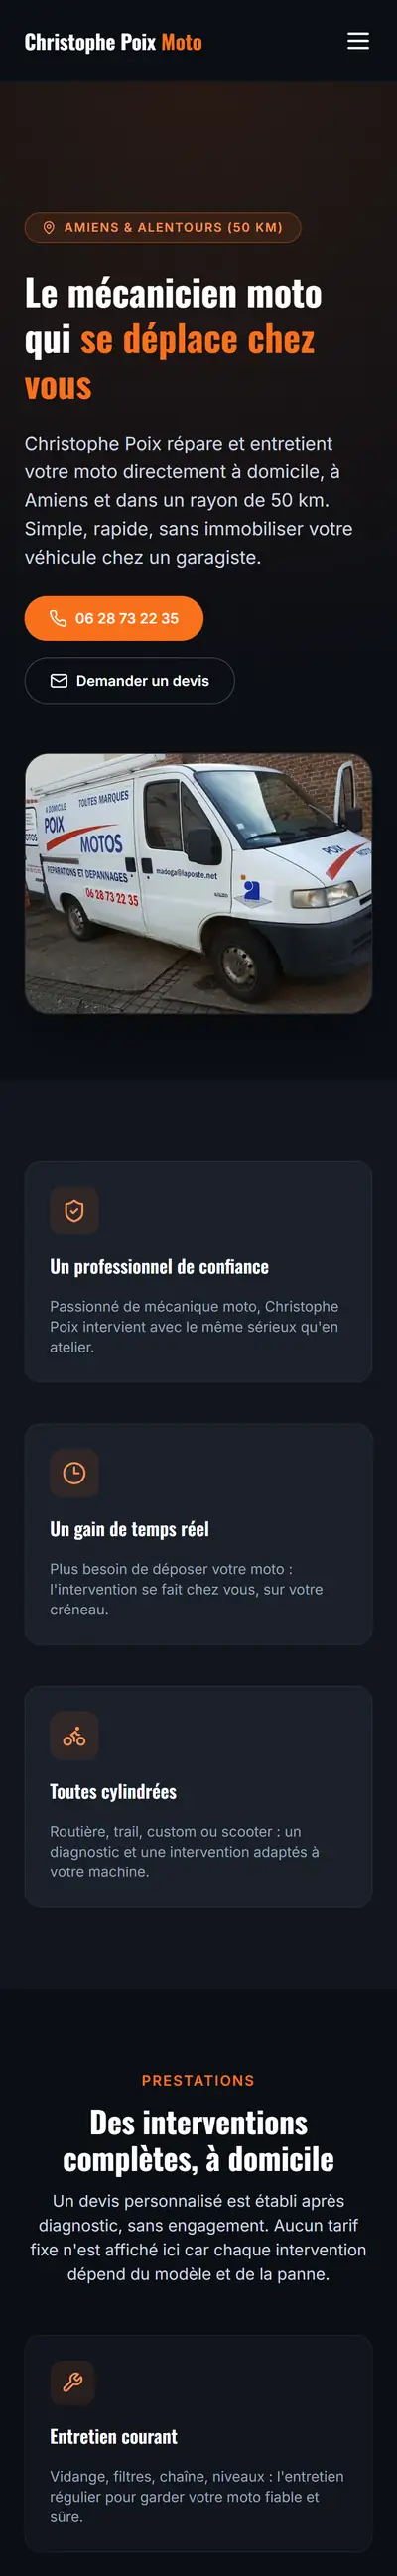 Christophe Poix Moto
AMIENS & ALENTOURS (50 KM)
Le mécanicien moto
qui se déplace chez
vous
Christophe Poix répare et entretient
votre moto directement à domicile, à
Amiens et dans un rayon de 50 km.
Simple, rapide, sans immobiliser votre
véhicule chez un garagiste.
06 28 73 22 35
Demander un devis
A DOMICILE
TOUTES MARQUES
POIX
MOTOS
REPARATIONS ET DEPANNAGES
06 28 73 22 35
madoga@laposte.net
POIX
Un professionnel de confiance
Passionné de mécanique moto, Christophe
Poix intervient avec le même sérieux qu'en
atelier.
Un gain de temps réel
Plus besoin de déposer votre moto :
l'intervention se fait chez vous, sur votre
créneau.
Toutes cylindrées
Routière, trail, custom ou scooter : un
diagnostic et une intervention adaptés à
votre machine.
PRESTATIONS
Des interventions
complètes, à domicile
Un devis personnalisé est établi après
diagnostic, sans engagement. Aucun tarif
fixe n'est affiché ici car chaque intervention
dépend du modèle et de la panne.
Entretien courant
Vidange, filtres, chaîne, niveaux : l'entretien
régulier pour garder votre moto fiable et
sûre.